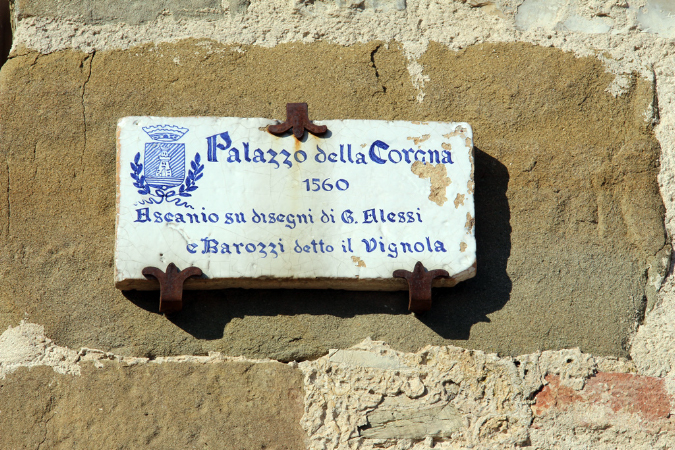 Palazzo della Corgna
1560
Ascanio su disegni di G. Alessi
e Barozzi detto il Vignola